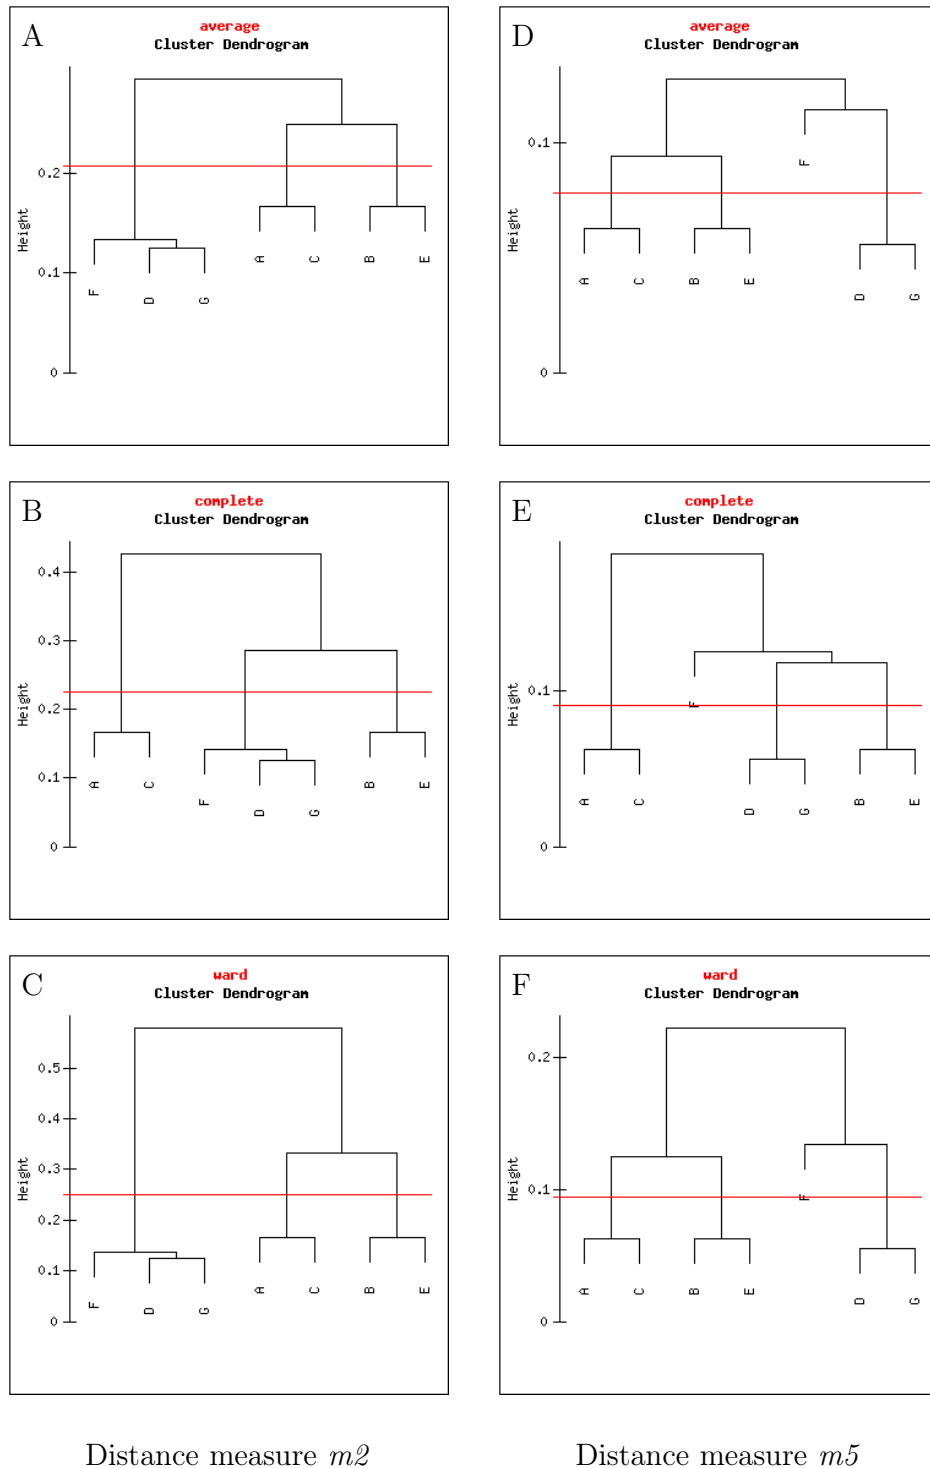 A
average
Cluster Dendrogram
Height
0.2
0.1
0
F
D
G
A
C
B
E
D
average
Cluster Dendrogram
Height
0.1
0
A
C
B
E
F
D
G
B
complete
Cluster Dendrogram
Height
0.4
0.3
0.2
0.1
0
A
C
F
D
G
B
E
E
complete
Cluster Dendrogram
Height
0.1
0
A
C
F
D
G
B
E
C
ward
Cluster Dendrogram
Height
0.5
0.4
0.3
0.2
0.1
0
F
D
G
A
C
B
E
F
ward
Cluster Dendrogram
Height
0.2
0.1
0
A
C
B
E
F
D
G
Distance measure m2
Distance measure m5